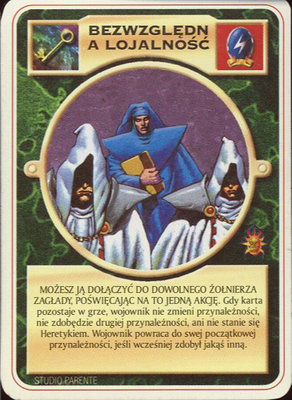 BEZWZGLĘDN
A LOJALNOŚĆ
MOŻESZ JĄ DOŁĄCZYĆ DO DOWOLNEGO ŻOŁNIERZA
ZAGŁADY, POŚWIĘCAJĄC NA TO JEDNĄ AKCJĘ. Gdy karta
pozostaje w grze, wojownik nie zmieni przynależności,
nie zdobędzie drugiej przynależności, ani nie stanie się
Heretykiem. Wojownik powraca do swej początkowej
przynależności, jeśli wcześniej zdobył jakąś inną.
STUDIO PARENTE